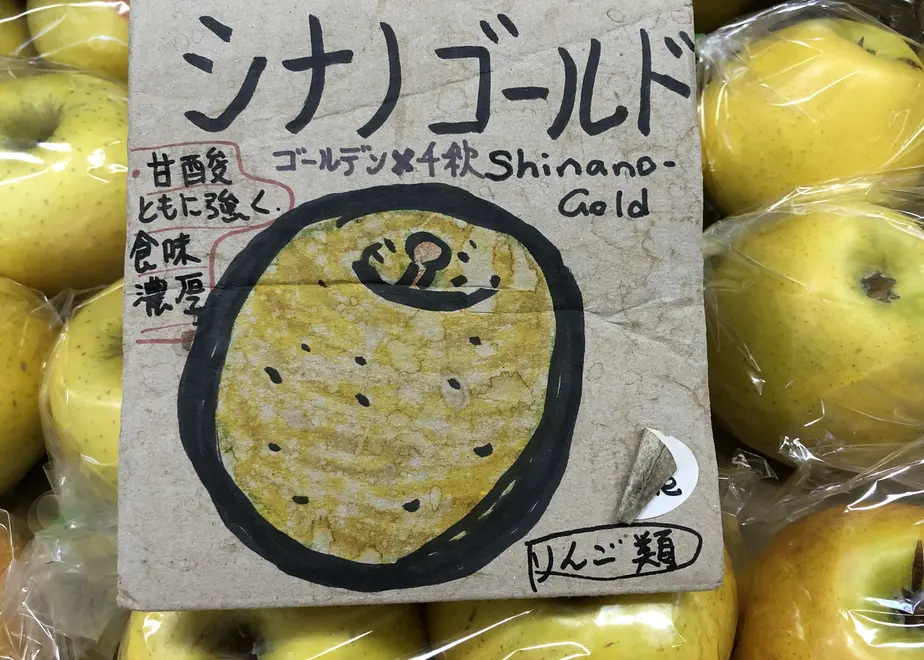 シナノゴールド
ゴールデン×千秋
Shinano-
Gold
・甘酸
ともに強く.
食味
濃厚
りんご類